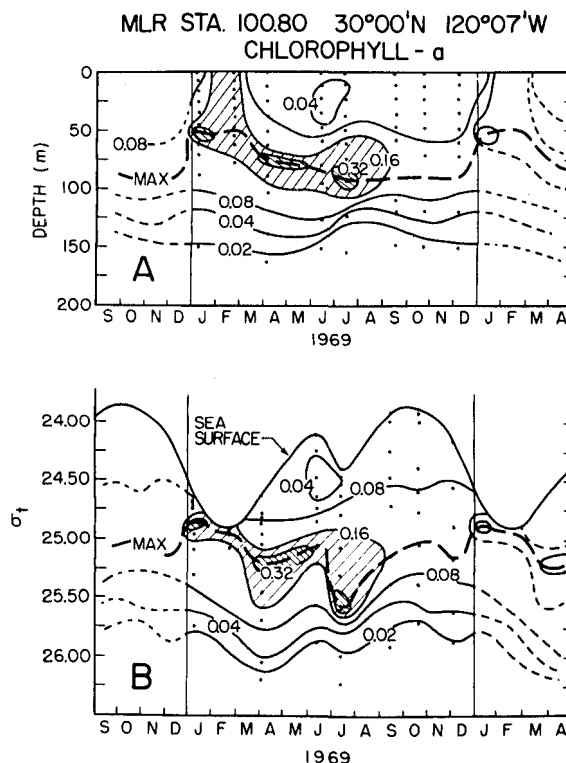 MLR STA. 100.80 30°00'N 120°07'W
CHLOROPHYLL - a
0
50
100
150
200
DEPTH (m)
0.08
MAX
0.04
0.16
0.32
0.08
0.04
0.02
A
S O N D J F M A M J J A S O N D J F M A
1969
24.00
24.50
25.00
25.50
26.00
σt
SEA
SURFACE
0.04
0.08
MAX
0.16
0.32
0.08
0.04
0.02
B
S O N D J F M A M J J A S O N D J F M A
1969